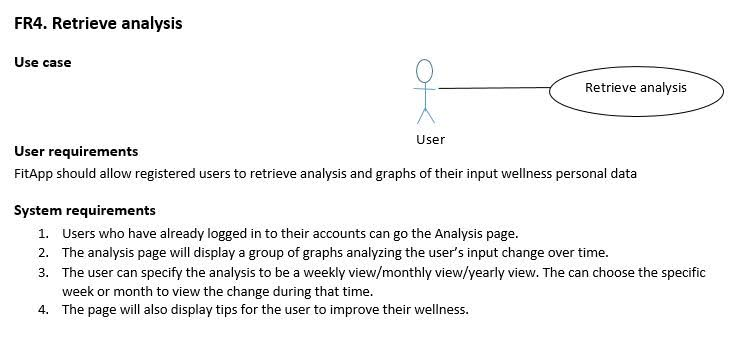 FR4. Retrieve analysis
Use case
Retrieve analysis
User
User requirements
FitApp should allow registered users to retrieve analysis and graphs of their input wellness personal data
System requirements
1. Users who have already logged in to their accounts can go the Analysis page.
2. The analysis page will display a group of graphs analyzing the user's input change over time.
3. The user can specify the analysis to be a weekly view/monthly view/yearly view. The can choose the specific
week or month to view the change during that time.
4. The page will also display tips for the user to improve their wellness.